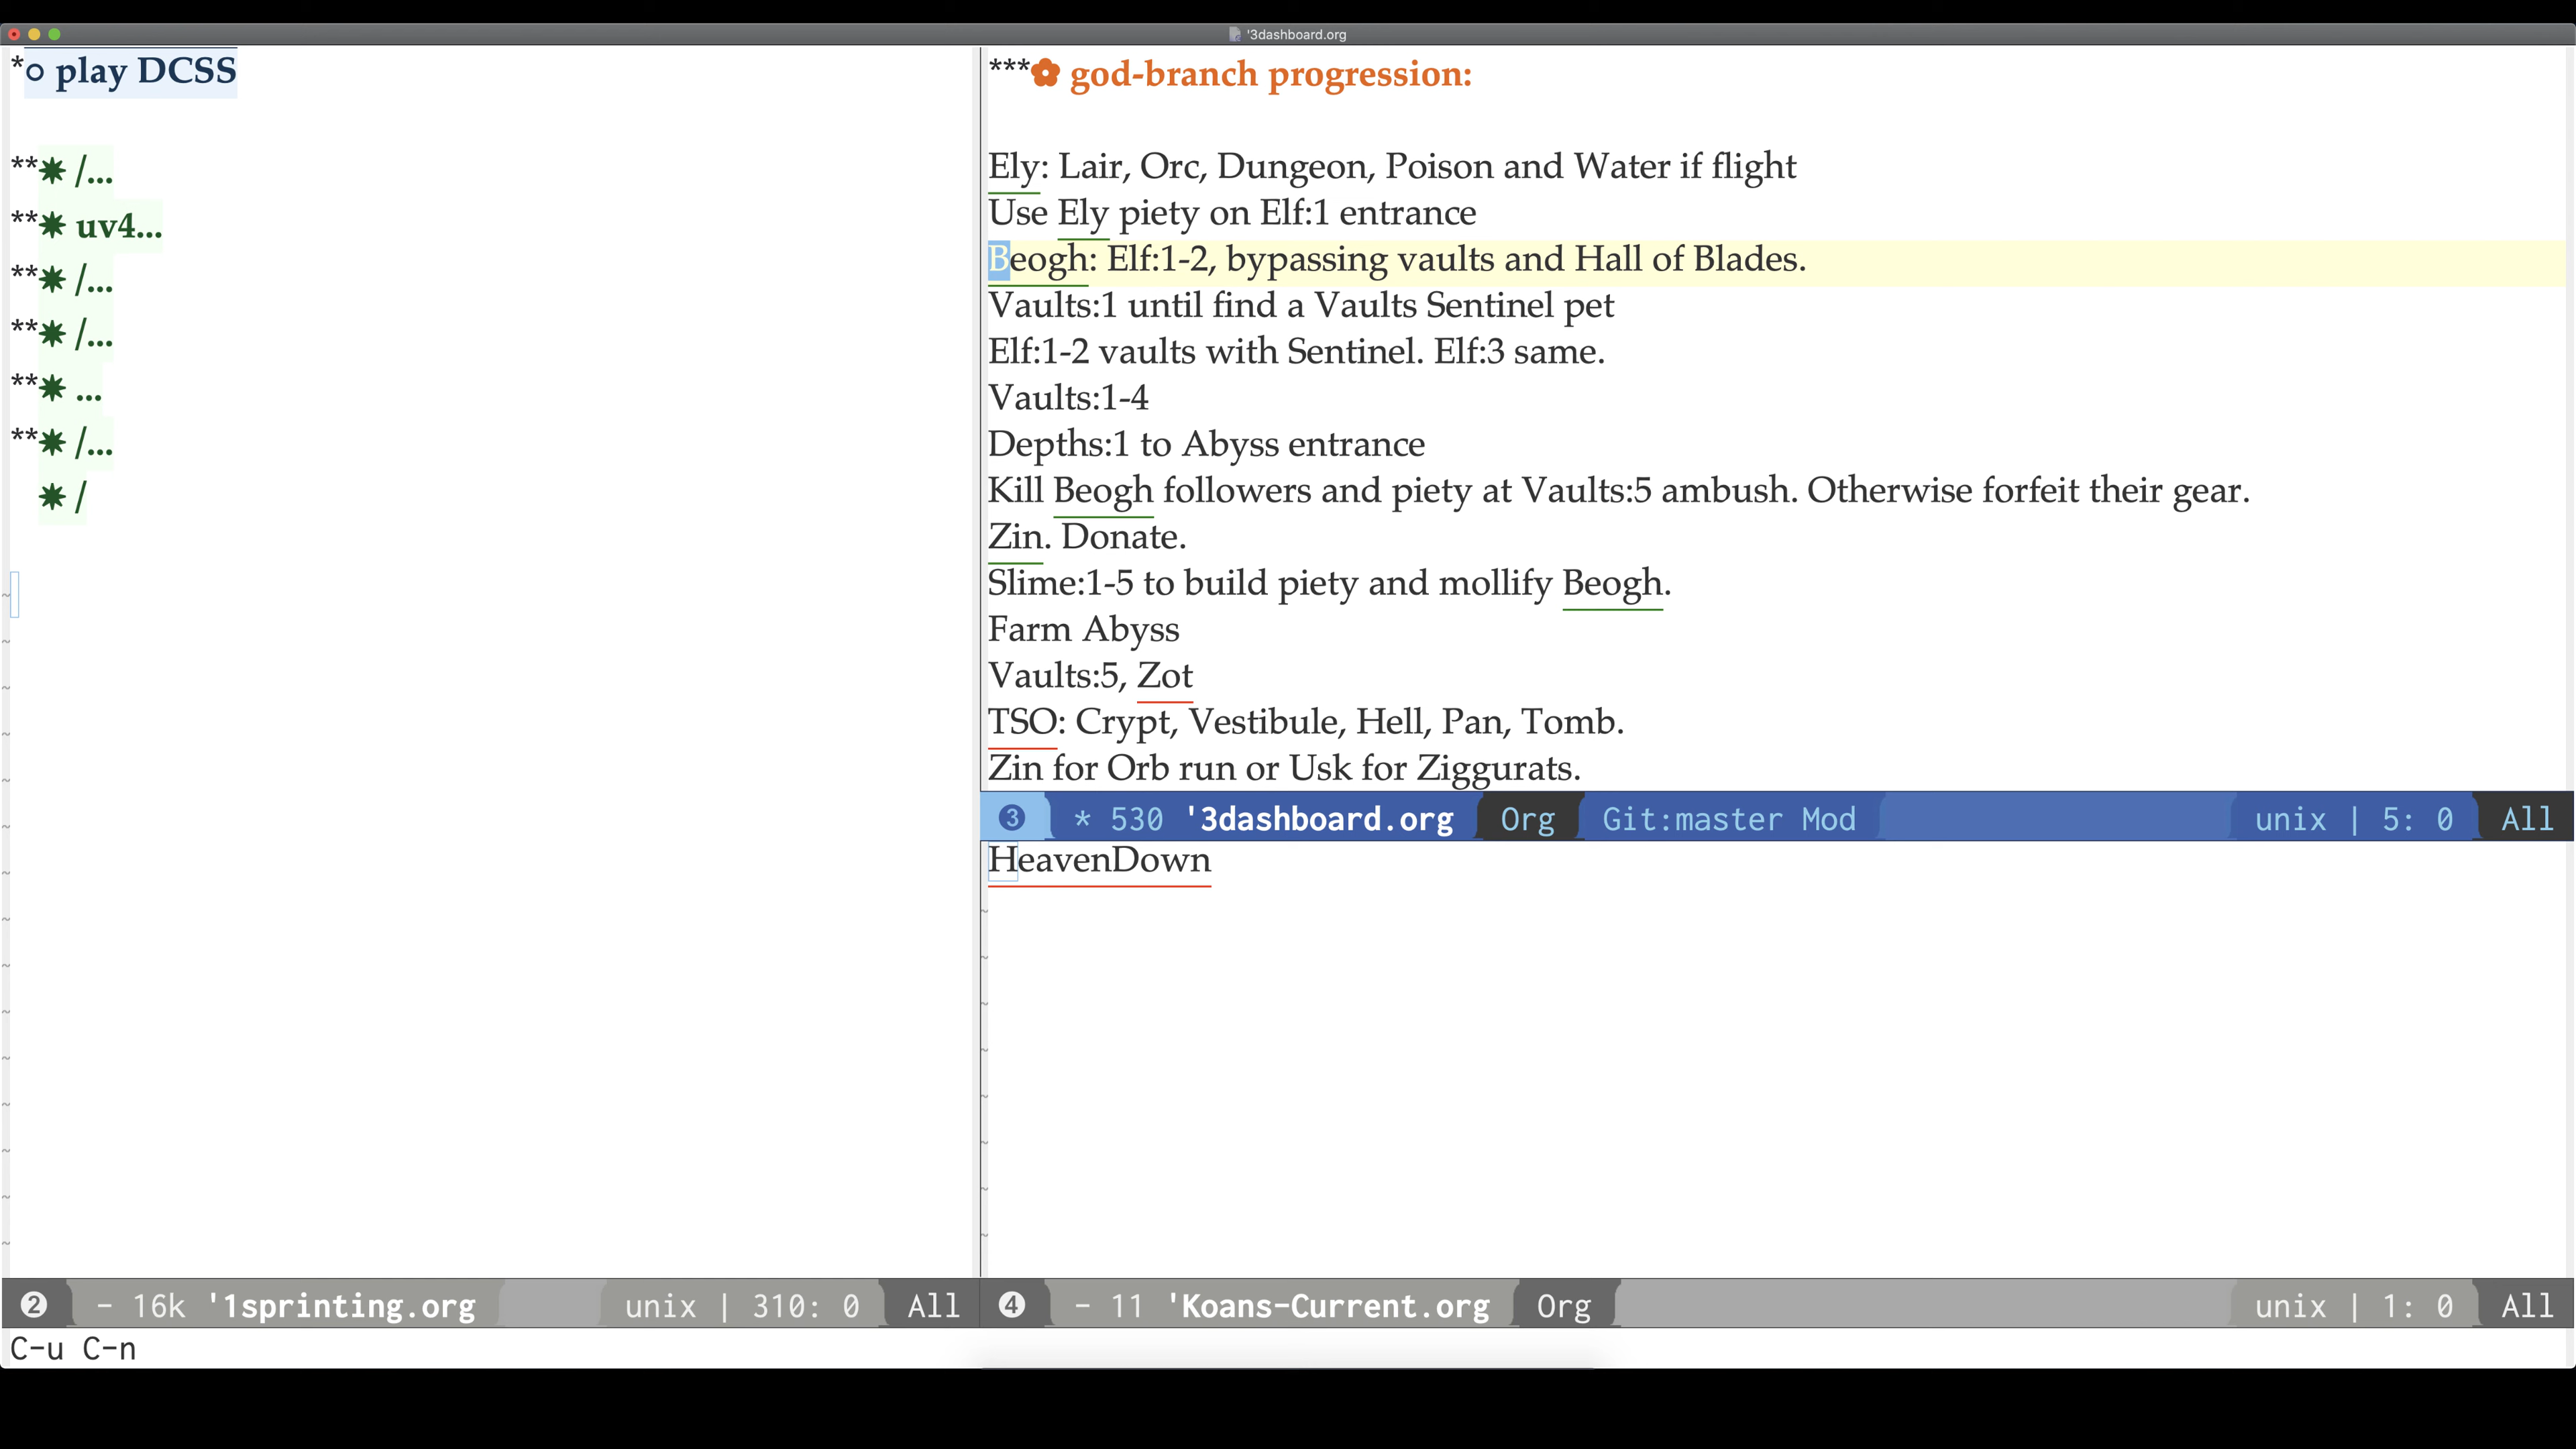 '3dashboard.org
*○ play DCSS
**✸ /...
**✸ uv4...
**✸ /...
**✸ /...
**✸ ...
**✸ /...
✸ /
***✿ god-branch progression:
Ely: Lair, Orc, Dungeon, Poison and Water if flight
Use Ely piety on Elf:1 entrance
Beogh: Elf:1-2, bypassing vaults and Hall of Blades.
Vaults:1 until find a Vaults Sentinel pet
Elf:1-2 vaults with Sentinel. Elf:3 same.
Vaults:1-4
Depths:1 to Abyss entrance
Kill Beogh followers and piety at Vaults:5 ambush. Otherwise forfeit their gear.
Zin. Donate.
Slime:1-5 to build piety and mollify Beogh.
Farm Abyss
Vaults:5, Zot
TSO: Crypt, Vestibule, Hell, Pan, Tomb.
Zin for Orb run or Usk for Ziggurats.
❸ * 530 '3dashboard.org Org Git:master Mod unix | 5: 0 All
HeavenDown
❷ - 16k '1sprinting.org unix | 310: 0 All
❹ - 11 'Koans-Current.org Org unix | 1: 0 All
C-u C-n